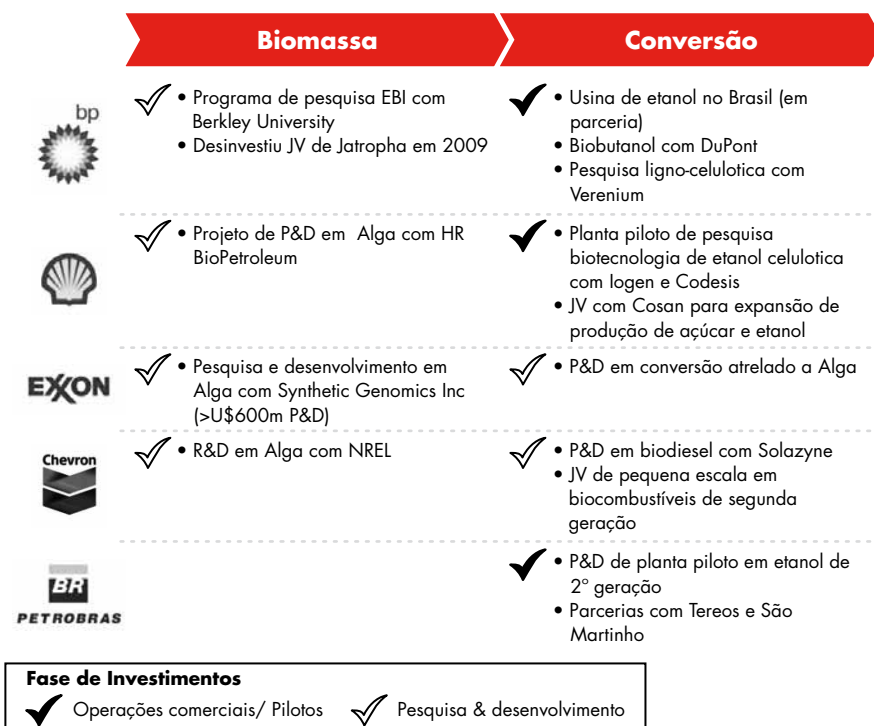 Biomassa
Conversão
bp
• Programa de pesquisa EBI com
Berkley University
• Desinvestiu JV de Jatropha em 2009
• Usina de etanol no Brasil (em
parceria)
• Biobutanol com DuPont
• Pesquisa ligno-celulotica com
Verenium
• Projeto de P&D em Alga com HR
BioPetroleum
• Planta piloto de pesquisa
biotecnologia de etanol celulotica
com Iogen e Codesis
• JV com Cosan para expansão de
produção de açúcar e etanol
EXXON
• Pesquisa e desenvolvimento em
Alga com Synthetic Genomics Inc
(>U$600m P&D)
• P&D em conversão atrelado a Alga
Chevron
• R&D em Alga com NREL
• P&D em biodiesel com Solazyne
• JV de pequena escala em
biocombustíveis de segunda
geração
BR
PETROBRAS
• P&D de planta piloto em etanol de
2º geração
• Parcerias com Tereos e São
Martinho
Fase de Investimentos
Operações comerciais/ Pilotos
Pesquisa & desenvolvimento